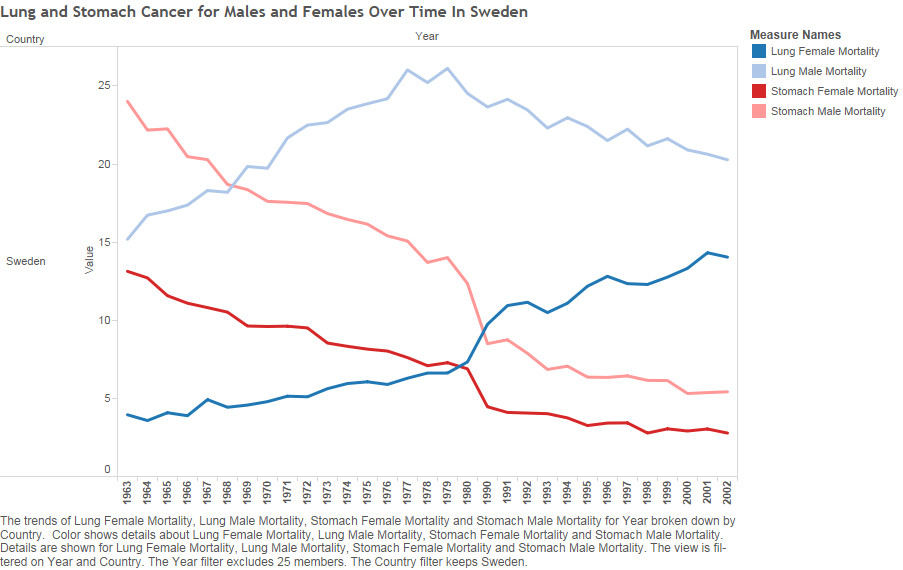 Lung and Stomach Cancer for Males and Females Over Time In Sweden
Country
Year
Measure Names
Lung Female Mortality
Lung Male Mortality
Stomach Female Mortality
Stomach Male Mortality
25
20
15
10
5
0
Value
Sweden
1963 1964 1965 1966 1967 1968 1969 1970 1971 1972 1973 1974 1975 1976 1977 1978 1979 1980 1990 1991 1992 1993 1994 1995 1996 1997 1998 1999 2000 2001 2002
The trends of Lung Female Mortality, Lung Male Mortality, Stomach Female Mortality and Stomach Male Mortality for Year broken down by
Country.  Color shows details about Lung Female Mortality, Lung Male Mortality, Stomach Female Mortality and Stomach Male Mortality.
Details are shown for Lung Female Mortality, Lung Male Mortality, Stomach Female Mortality and Stomach Male Mortality. The view is fil-
tered on Year and Country. The Year filter excludes 25 members. The Country filter keeps Sweden.